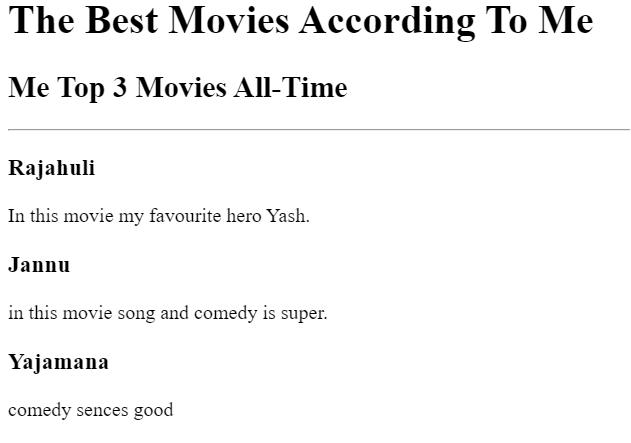 The Best Movies According To Me
Me Top 3 Movies All-Time
Rajahuli
In this movie my favourite hero Yash.
Jannu
in this movie song and comedy is super.
Yajamana
comedy sences good